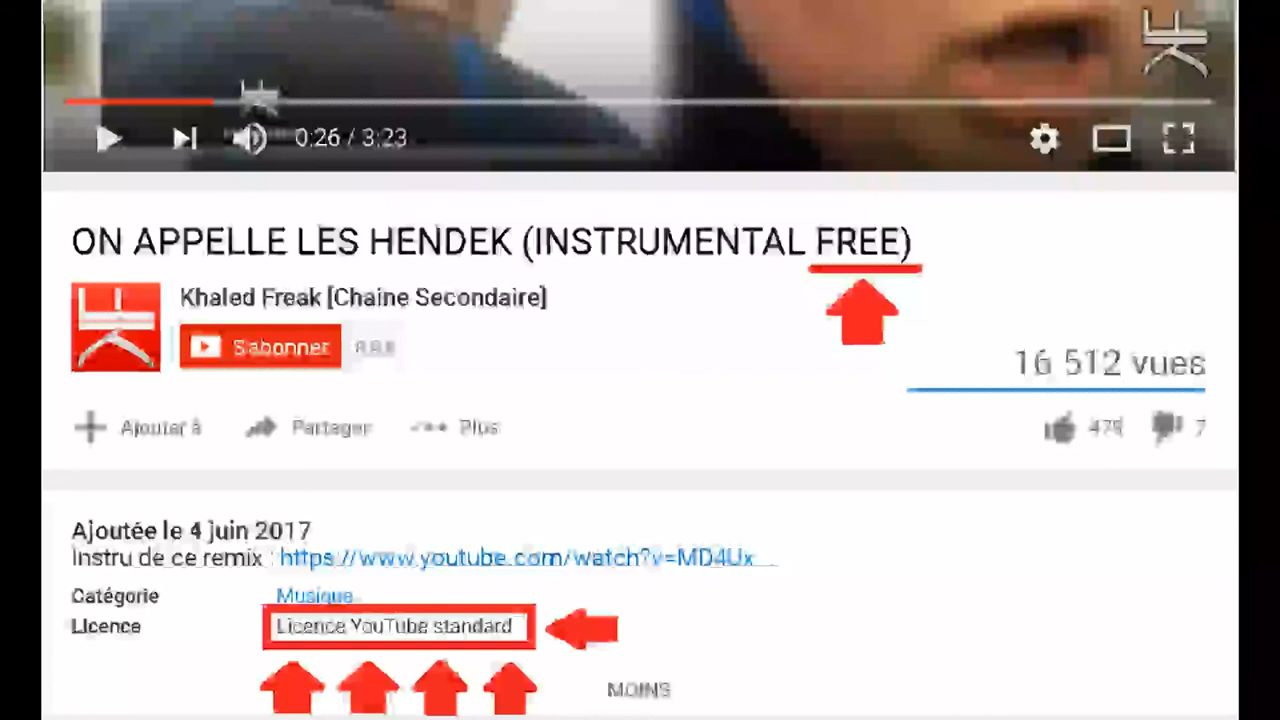 0:26 / 3:23
ON APPELLE LES HENDEK (INSTRUMENTAL FREE)
Khaled Freak [Chaine Secondaire]
S'abonner
16 512 vues
Ajouter à Partager Plus
7
Ajoutée le 4 juin 2017
Instru de ce remix : https://www.youtube.com/watch?v=MD4Ux...
Catégorie Musique
Licence Licence YouTube standard
MOINS